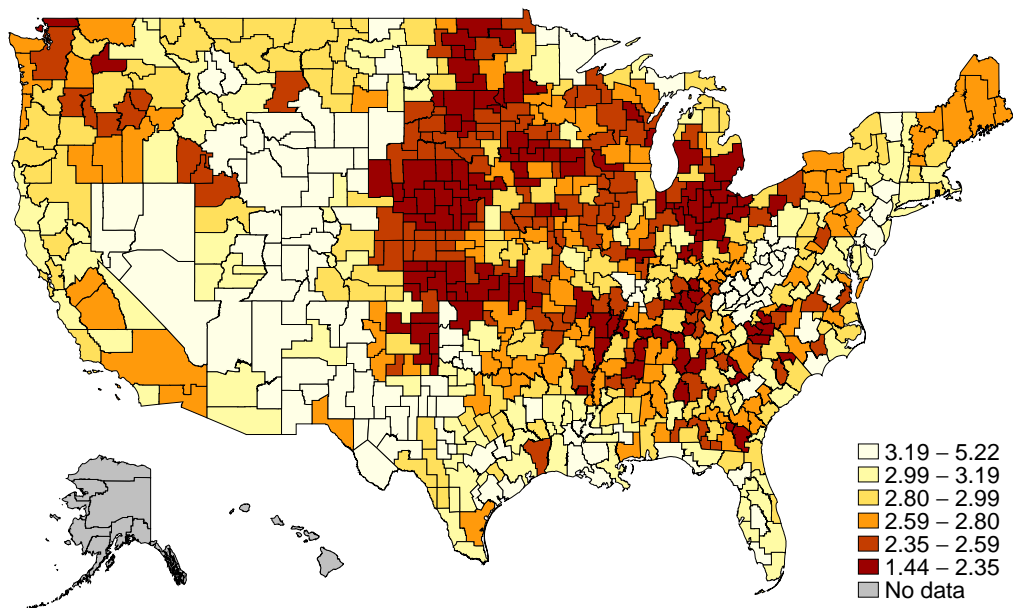 3.19 – 5.22
2.99 – 3.19
2.80 – 2.99
2.59 – 2.80
2.35 – 2.59
1.44 – 2.35
No data